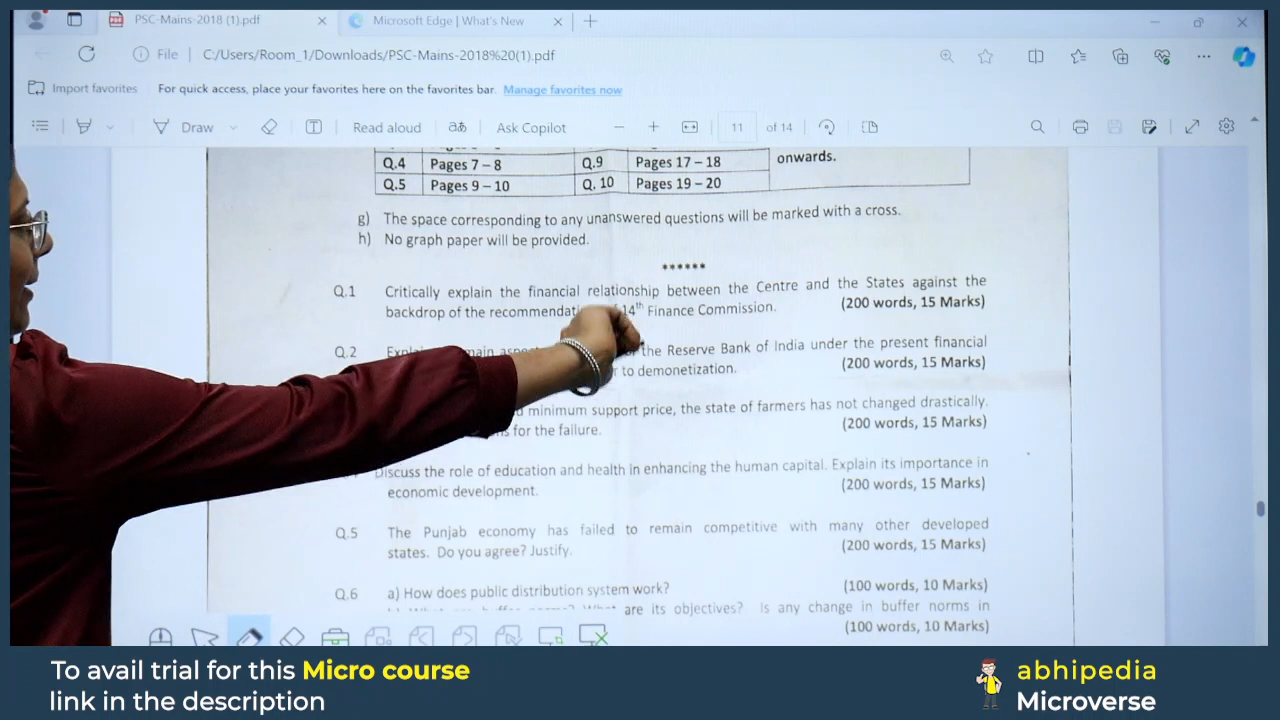 PSC-Mains-2018 (1).pdf
Microsoft Edge | What's New
File
C:/Users/Room_1/Downloads/PSC-Mains-2018%20(1).pdf
Import favorites
For quick access, place your favorites here on the favorites bar. Manage favorites now
Draw
Read aloud
Ask Copilot
11 of 14
Q.4 Pages 7 – 8 Q.9 Pages 17 – 18 onwards.
Q.5 Pages 9 – 10 Q. 10 Pages 19 – 20
g) The space corresponding to any unanswered questions will be marked with a cross.
h) No graph paper will be provided.
******
Q.1 Critically explain the financial relationship between the Centre and the States against the
backdrop of the 14th Finance Commission. (200 words, 15 Marks)
Q.2 main the Reserve Bank of India under the present financial
to demonetization. (200 words, 15 Marks)
minimum support price, the state of farmers has not changed drastically.
for the failure. (200 words, 15 Marks)
Discuss the role of education and health in enhancing the human capital. Explain its importance in
economic development. (200 words, 15 Marks)
Q.5 The Punjab economy has failed to remain competitive with many other developed
states. Do you agree? Justify. (200 words, 15 Marks)
Q.6 a) How does public distribution system work? (100 words, 10 Marks)
are its objectives? Is any change in buffer norms in
(100 words, 10 Marks)
To avail trial for this Micro course
link in the description
abhipedia
Microverse